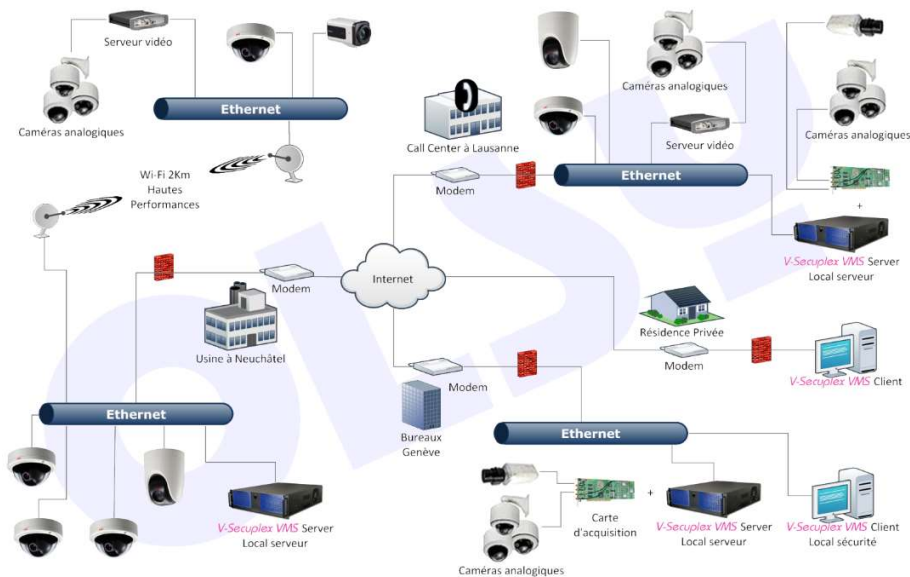 Serveur vidéo
Caméras analogiques
Ethernet
Wi-Fi 2Km
Hautes
Performances
Call Center à Lausanne
Caméras analogiques
Serveur vidéo
Caméras analogiques
Ethernet
Modem
+
V-Secuplex VMS Server
Local serveur
Internet
Modem
Usine à Neuchâtel
Résidence Privée
Modem
V-Secuplex VMS Client
Modem
Bureaux
Genève
Ethernet
V-Secuplex VMS Server
Local serveur
Ethernet
Caméras analogiques
Carte
d'acquisition
+
V-Secuplex VMS Server
Local serveur
V-Secuplex VMS Client
Local sécurité
OLSY